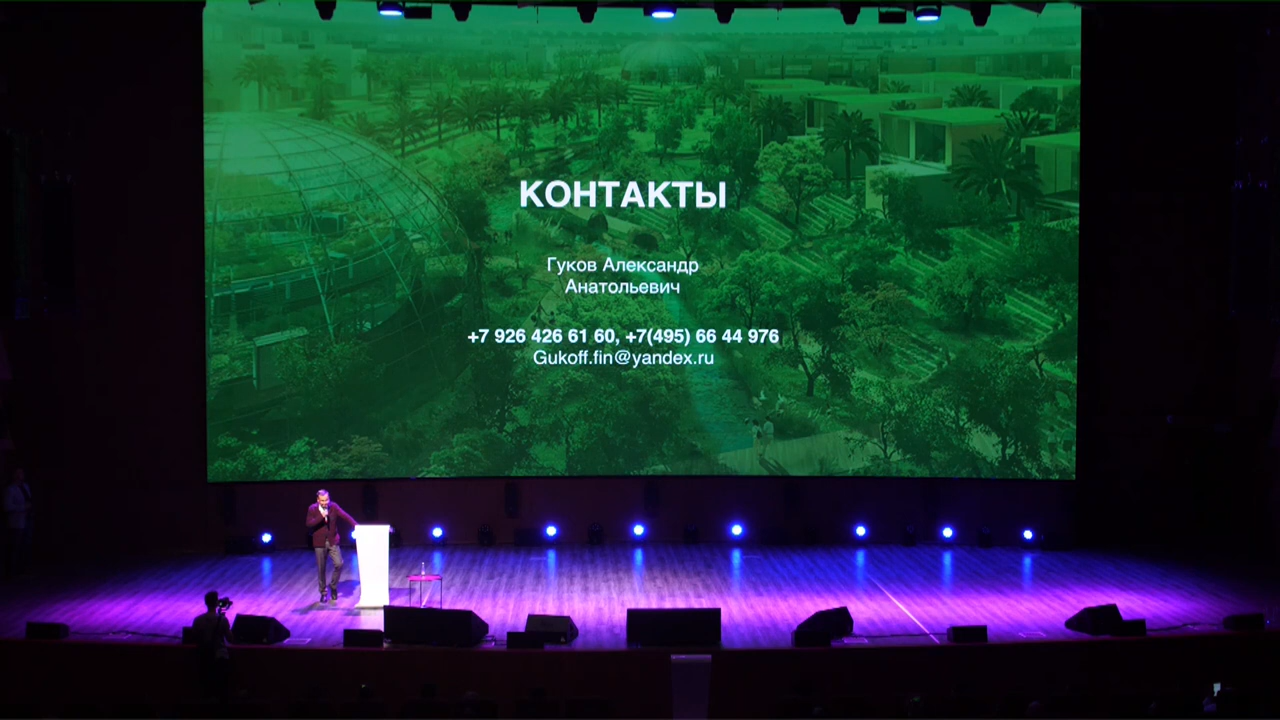 КОНТАКТЫ
Гуков Александр
Анатольевич
+7 926 426 61 60, +7(495) 66 44 976
Gukoff.fin@yandex.ru